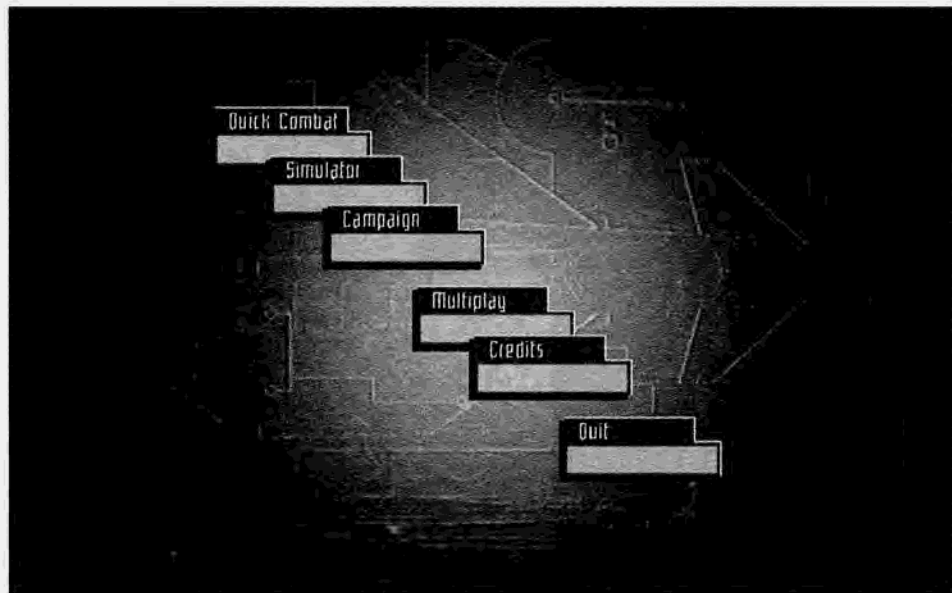 Quick Combat
Simulator
Campaign
Multiplay
Credits
Quit